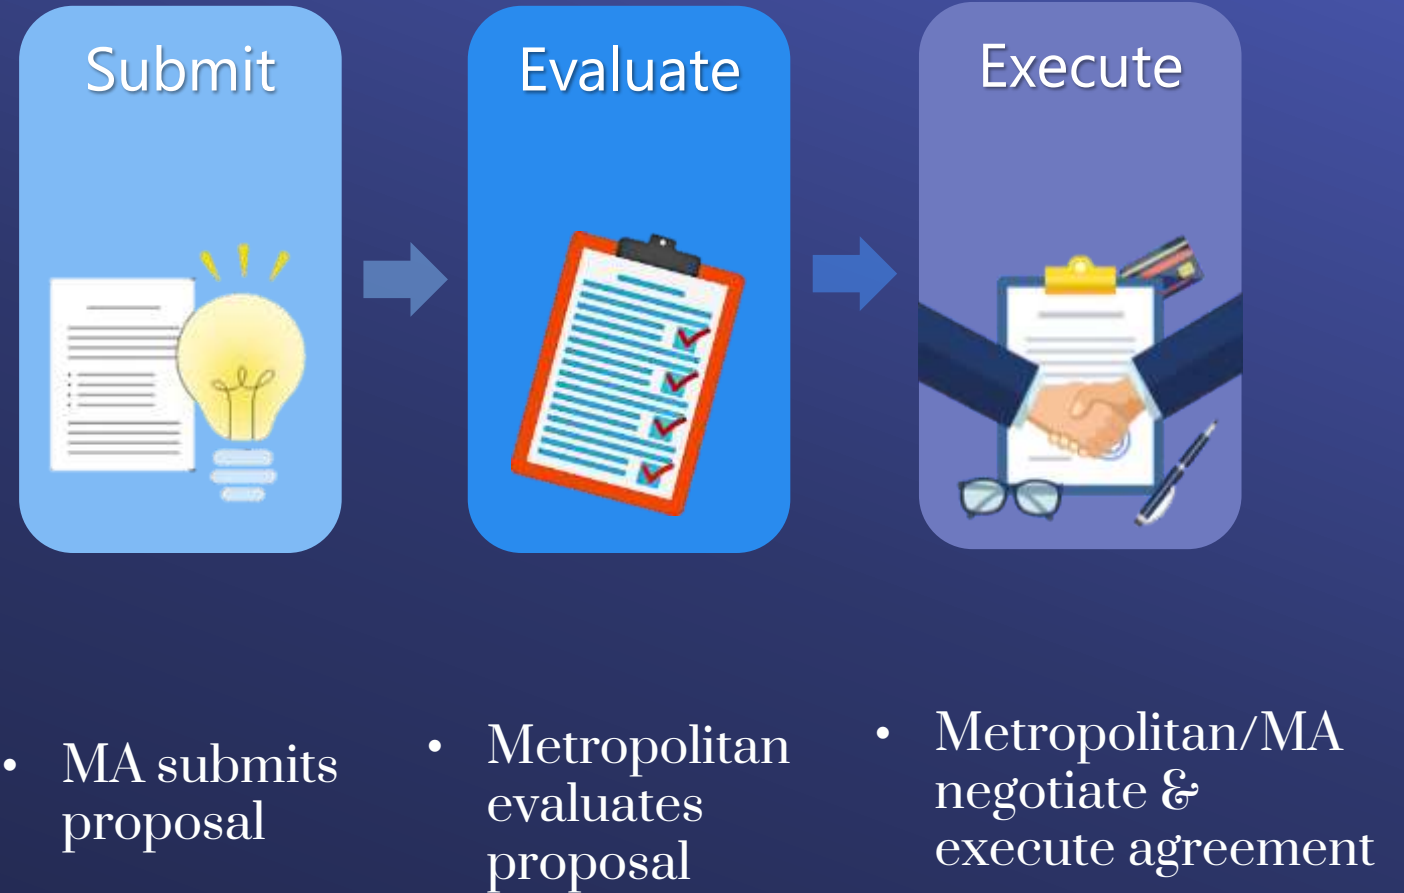 Submit
Evaluate
Execute
• MA submits
proposal
• Metropolitan
evaluates
proposal
• Metropolitan/MA
negotiate &
execute agreement